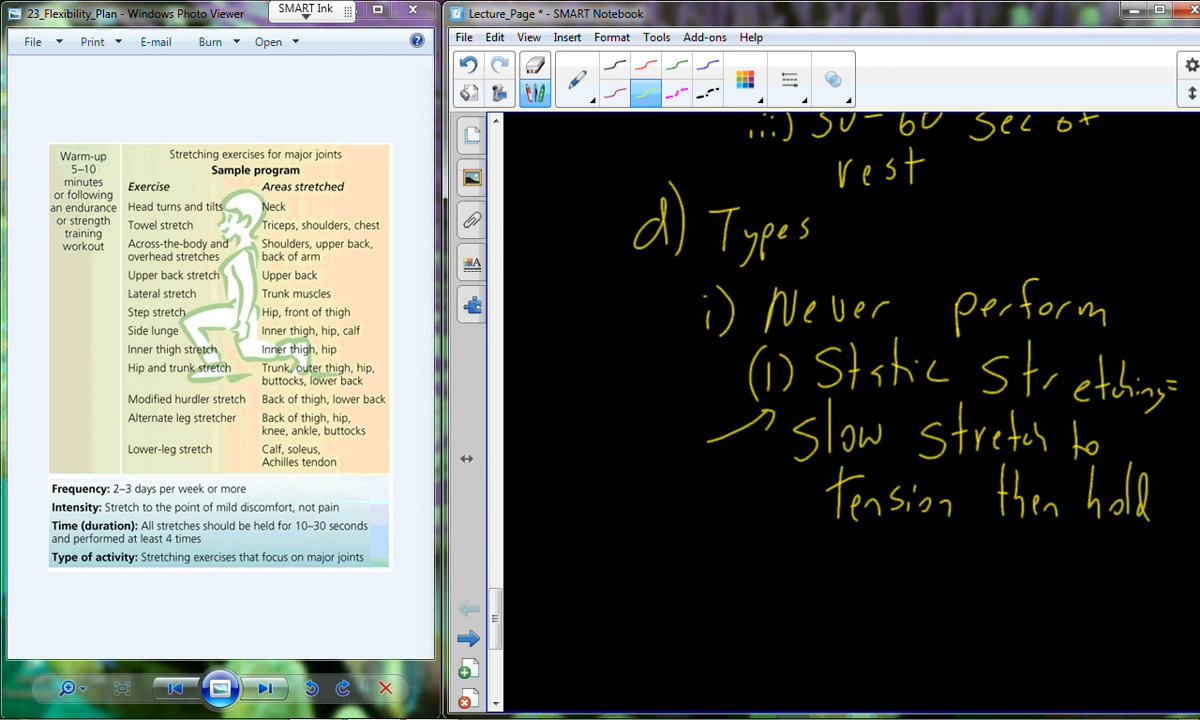 23_Flexibility_Plan - Windows Photo Viewer
SMART Ink
File Print E-mail Burn Open
Warm-up
5–10
minutes
or following
an endurance
or strength
training
workout
Stretching exercises for major joints
Sample program
Exercise Areas stretched
Head turns and tilts Neck
Towel stretch Triceps, shoulders, chest
Across-the-body and Shoulders, upper back,
overhead stretches back of arm
Upper back stretch Upper back
Lateral stretch Trunk muscles
Step stretch Hip, front of thigh
Side lunge Inner thigh, hip, calf
Inner thigh stretch Inner thigh, hip
Hip and trunk stretch Trunk, outer thigh, hip,
buttocks, lower back
Modified hurdler stretch Back of thigh, lower back
Alternate leg stretcher Back of thigh, hip,
knee, ankle, buttocks
Lower-leg stretch Calf, soleus,
Achilles tendon
Frequency: 2–3 days per week or more
Intensity: Stretch to the point of mild discomfort, not pain
Time (duration): All stretches should be held for 10–30 seconds
and performed at least 4 times
Type of activity: Stretching exercises that focus on major joints
Lecture_Page * - SMART Notebook
File Edit View Insert Format Tools Add-ons Help
iii) 30-60 sec of
rest
d) Types
i) Never perform
(1) Static Stretching=
slow stretch to
tension then hold